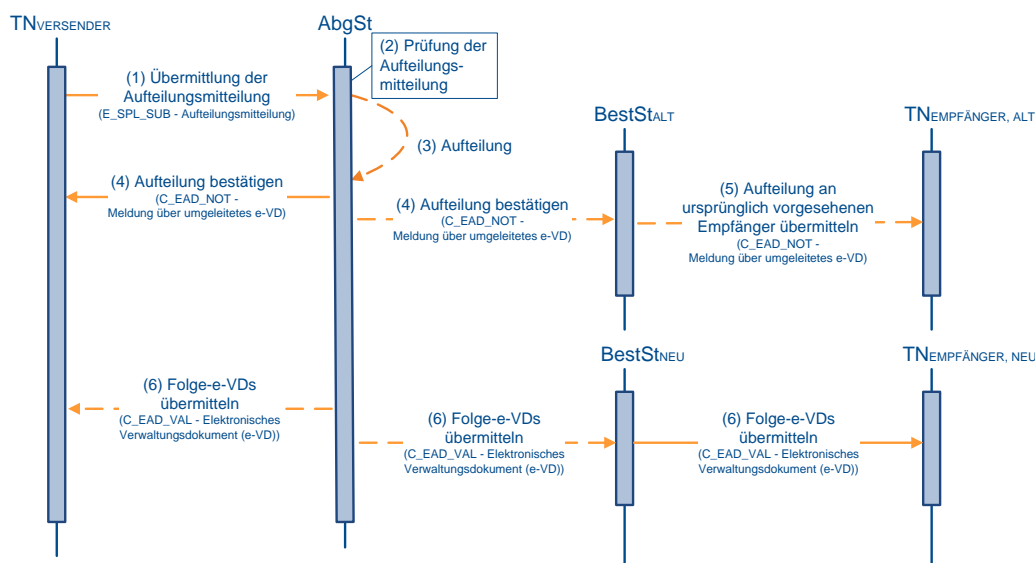 TNVERSENDER
AbgSt
(2) Prüfung der
Aufteilungs-
mitteilung
(1) Übermittlung der
Aufteilungsmitteilung
(E_SPL_SUB - Aufteilungsmitteilung)
(3) Aufteilung
BestStALT
TNEMPFÄNGER, ALT
(4) Aufteilung bestätigen
(C_EAD_NOT -
Meldung über umgeleitetes e-VD)
(4) Aufteilung bestätigen
(C_EAD_NOT -
Meldung über umgeleitetes e-VD)
(5) Aufteilung an
ursprünglich vorgesehenen
Empfänger übermitteln
(C_EAD_NOT -
Meldung über umgeleitetes e-VD)
BestStNEU
TNEMPFÄNGER, NEU
(6) Folge-e-VDs
übermitteln
(C_EAD_VAL - Elektronisches
Verwaltungsdokument (e-VD))
(6) Folge-e-VDs
übermitteln
(C_EAD_VAL - Elektronisches
Verwaltungsdokument (e-VD))
(6) Folge-e-VDs
übermitteln
(C_EAD_VAL - Elektronisches
Verwaltungsdokument (e-VD))